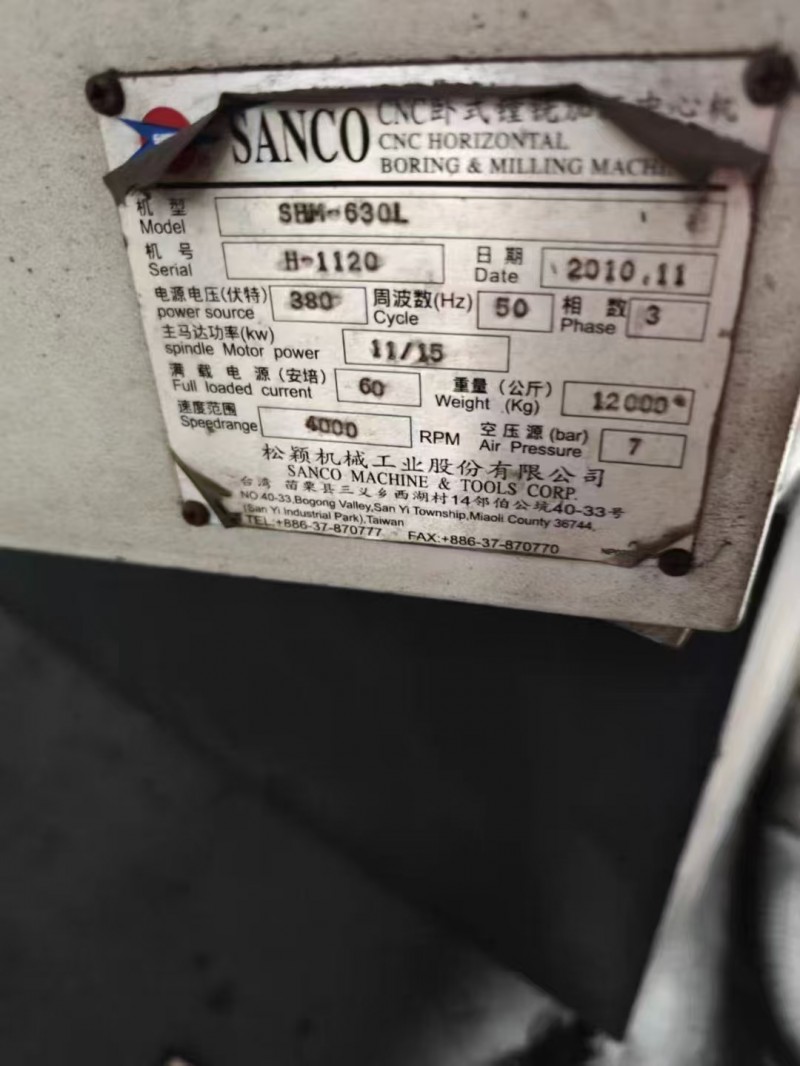 SANCO CNC卧式镗铣加工中心机
CNC HORIZONTAL
BORING & MILLING
机型 Model SHM-630L
机号 Serial H-1120 日期 Date 2010.11
电源电压(伏特) power source 380 周波数(Hz) Cycle 50 相数 Phase 3
主马达功率(kw) spindle Motor power 11/15
满载电源(安培) Full loaded current 60 重量(公斤) Weight (Kg) 12000
速度范围 Speedrange 4000 RPM 空压源(bar) Air Pressure 7
松颖机械工业股份有限公司
SANCO MACHINE & TOOLS CORP.
台湾 苗栗县三义乡西湖村14邻伯公坑40-33号
NO.40-33,Bogong Valley,San Yi Township,Miaoli County 36744,
(San Yi Industrial Park),Taiwan
TEL:+886-37-870777 FAX:+886-37-870770